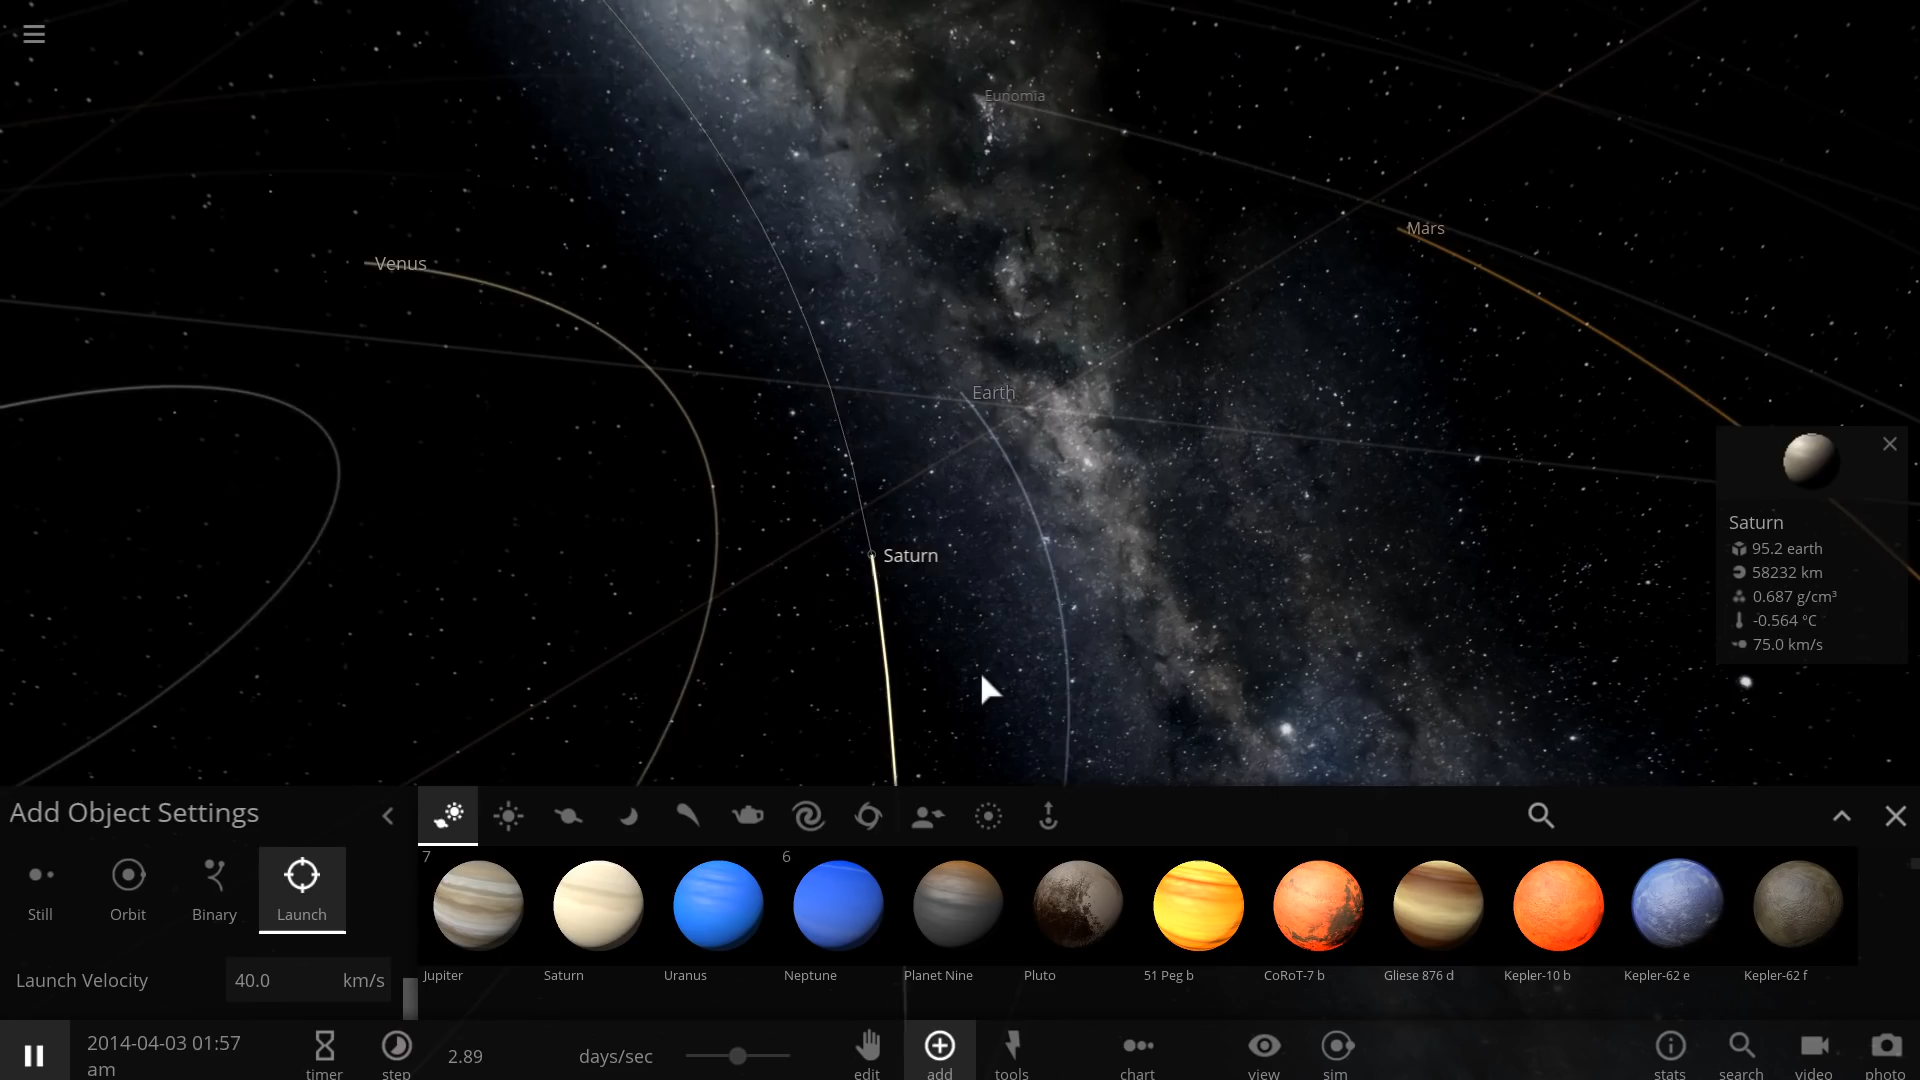 Eunomia
Mars
Venus
Earth
Saturn
Saturn
95.2 earth
58232 km
0.687 g/cm³
-0.564 °C
75.0 km/s
Add Object Settings
Still
Orbit
Binary
Launch
Launch Velocity
40.0
km/s
7
6
Jupiter
Saturn
Uranus
Neptune
Planet Nine
Pluto
51 Peg b
CoRoT-7 b
Gliese 876 d
Kepler-10 b
Kepler-62 e
Kepler-62 f
2014-04-03 01:57
am
timer
step
2.89
days/sec
edit
add
tools
chart
view
sim
stats
search
video
photo